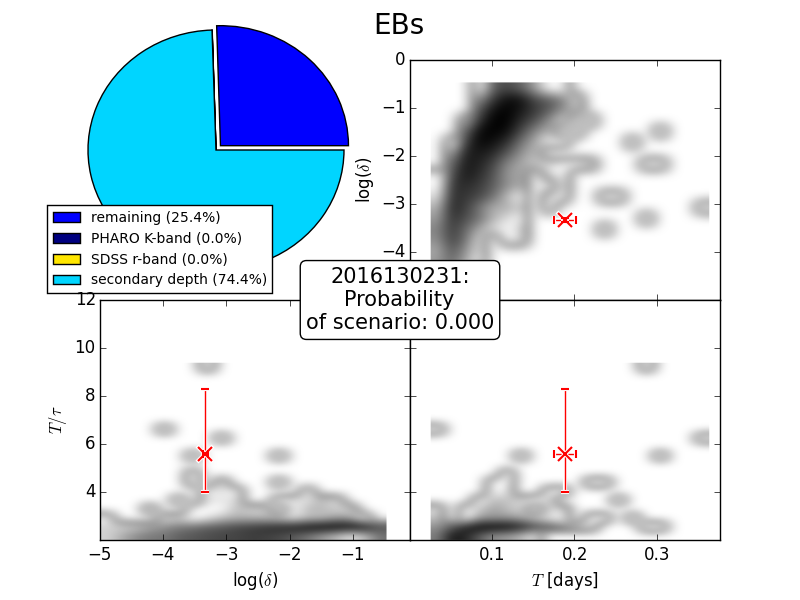 EBs
remaining (25.4%)
PHARO K-band (0.0%)
SDSS r-band (0.0%)
secondary depth (74.4%)
log(δ)
0
−1
−2
−3
−4
2016130231:
Probability
of scenario: 0.000
T/τ
12
10
8
6
4
−5
−4
−3
−2
−1
log(δ)
0.1
0.2
0.3
T [days]